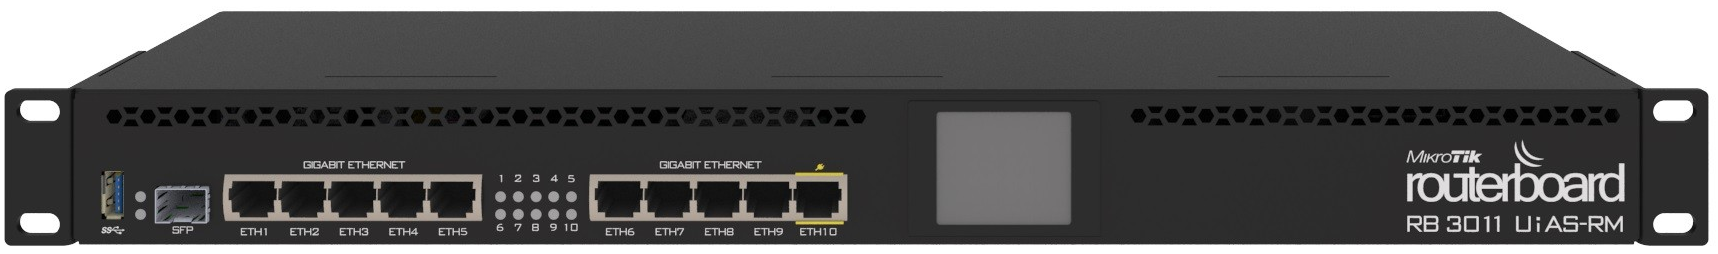 GIGABIT ETHERNET
GIGABIT ETHERNET
1 2 3 4 5
6 7 8 9 10
SFP
ETH1 ETH2 ETH3 ETH4 ETH5
ETH6 ETH7 ETH8 ETH9 ETH10
MikroTik
routerboard
RB 3011 UiAS-RM